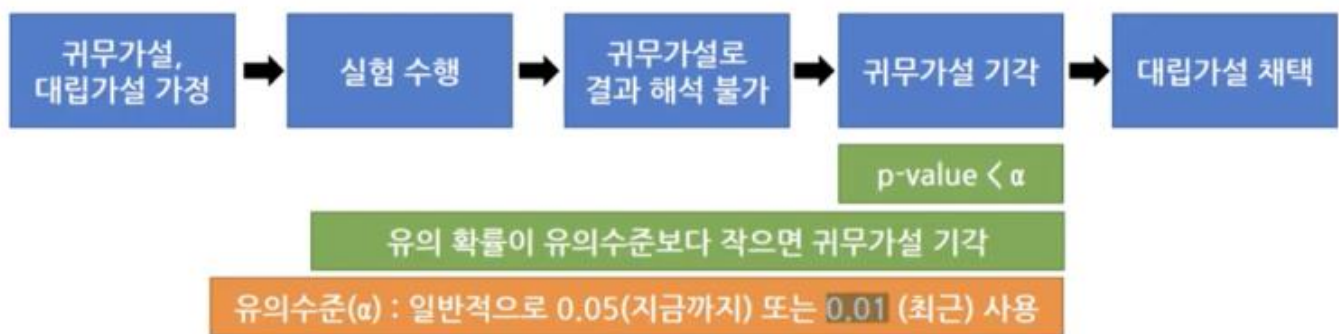 귀무가설,
대립가설 가정
실험 수행
귀무가설로
결과 해석 불가
귀무가설 기각
대립가설 채택
p-value < α
유의 확률이 유의수준보다 작으면 귀무가설 기각
유의수준(α) : 일반적으로 0.05(지금까지) 또는 0.01 (최근) 사용